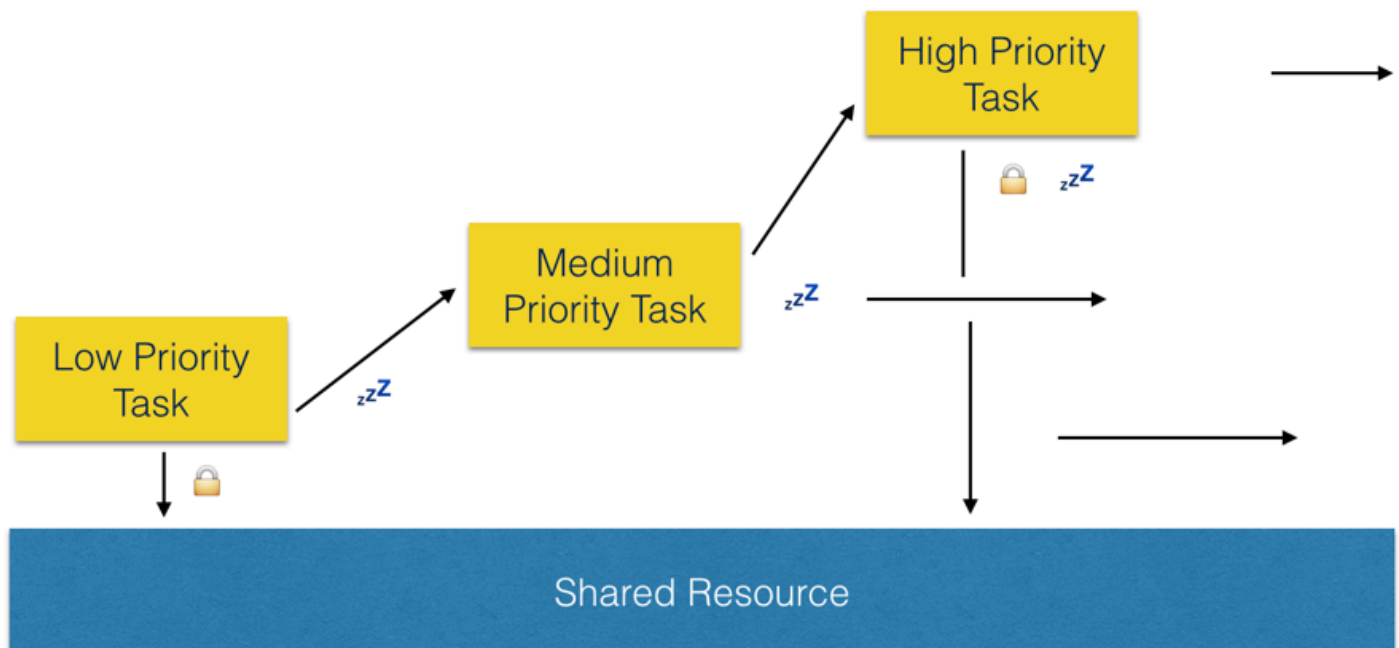 High Priority
Task
zzZ
Medium
Priority Task
zzZ
Low Priority
Task
zzZ
Shared Resource